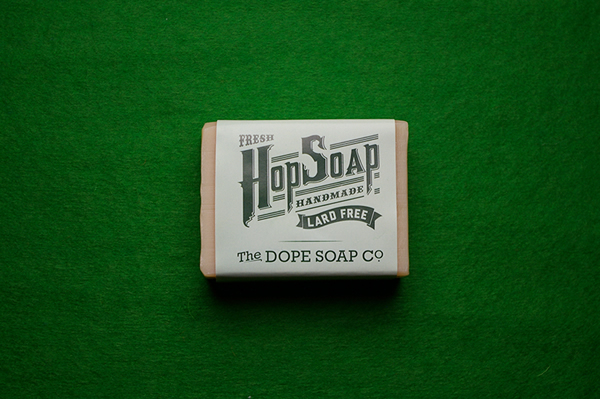 FRESH
HopSoap
HANDMADE
LARD FREE
The DOPE SOAP Co